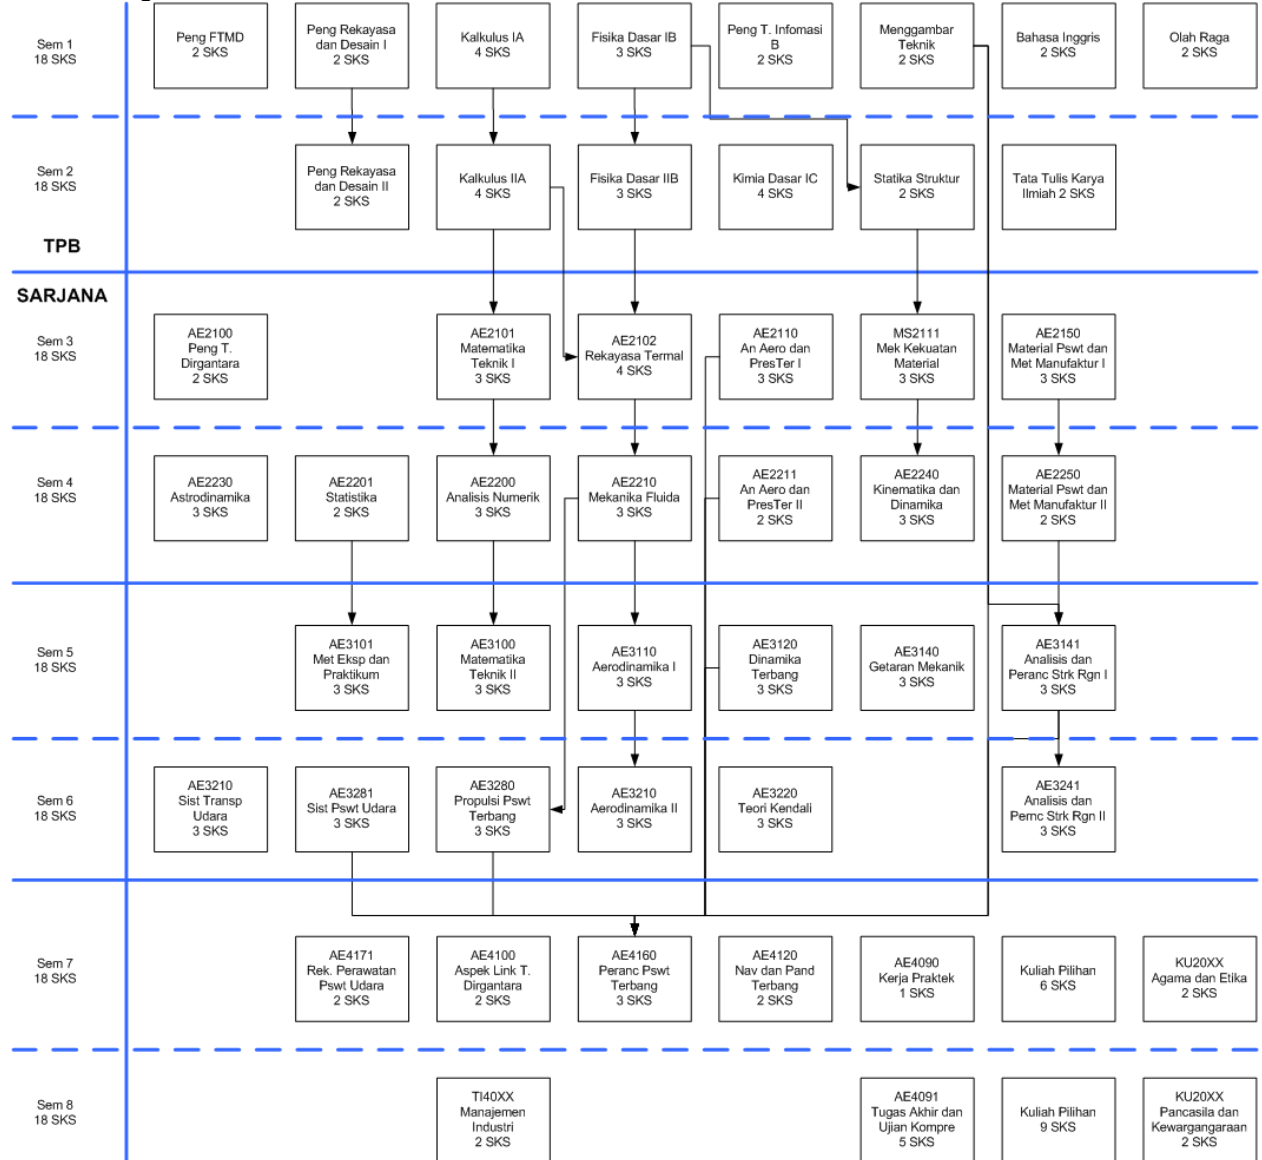 Sem 1
18 SKS
Peng FTMD
2 SKS
Peng Rekayasa
dan Desain I
2 SKS
Kalkulus IA
4 SKS
Fisika Dasar IB
3 SKS
Peng T. Infomasi
B
2 SKS
Menggambar
Teknik
2 SKS
Bahasa Inggris
2 SKS
Olah Raga
2 SKS
Sem 2
18 SKS
Peng Rekayasa
dan Desain II
2 SKS
Kalkulus IIA
4 SKS
Fisika Dasar IIB
3 SKS
Kimia Dasar IC
4 SKS
Statika Struktur
2 SKS
Tata Tulis Karya
Ilmiah 2 SKS
TPB
SARJANA
Sem 3
18 SKS
AE2100
Peng T.
Dirgantara
2 SKS
AE2101
Matematika
Teknik I
3 SKS
AE2102
Rekayasa Termal
4 SKS
AE2110
An Aero dan
PresTer I
3 SKS
MS2111
Mek Kekuatan
Material
3 SKS
AE2150
Material Pswt dan
Met Manufaktur I
3 SKS
Sem 4
18 SKS
AE2230
Astrodinamika
3 SKS
AE2201
Statistika
2 SKS
AE2200
Analisis Numerik
3 SKS
AE2210
Mekanika Fluida
3 SKS
AE2211
An Aero dan
PresTer II
2 SKS
AE2240
Kinematika dan
Dinamika
3 SKS
AE2250
Material Pswt dan
Met Manufaktur II
2 SKS
Sem 5
18 SKS
AE3101
Met Eksp dan
Praktikum
3 SKS
AE3100
Matematika
Teknik II
3 SKS
AE3110
Aerodinamika I
3 SKS
AE3120
Dinamika
Terbang
3 SKS
AE3140
Getaran Mekanik
3 SKS
AE3141
Analisis dan
Peranc Strk Rgn I
3 SKS
Sem 6
18 SKS
AE3210
Sist Transp
Udara
3 SKS
AE3281
Sist Pswt Udara
3 SKS
AE3280
Propulsi Pswt
Terbang
3 SKS
AE3210
Aerodinamika II
3 SKS
AE3220
Teori Kendali
3 SKS
AE3241
Analisis dan
Pernc Strk Rgn II
3 SKS
Sem 7
18 SKS
AE4171
Rek. Perawatan
Pswt Udara
2 SKS
AE4100
Aspek Link T.
Dirgantara
2 SKS
AE4160
Peranc Pswt
Terbang
3 SKS
AE4120
Nav dan Pand
Terbang
2 SKS
AE4090
Kerja Praktek
1 SKS
Kuliah Pilihan
6 SKS
KU20XX
Agama dan Etika
2 SKS
Sem 8
18 SKS
TI40XX
Manajemen
Industri
2 SKS
AE4091
Tugas Akhir dan
Ujian Kompre
5 SKS
Kuliah Pilihan
9 SKS
KU20XX
Pancasila dan
Kewargangaraan
2 SKS